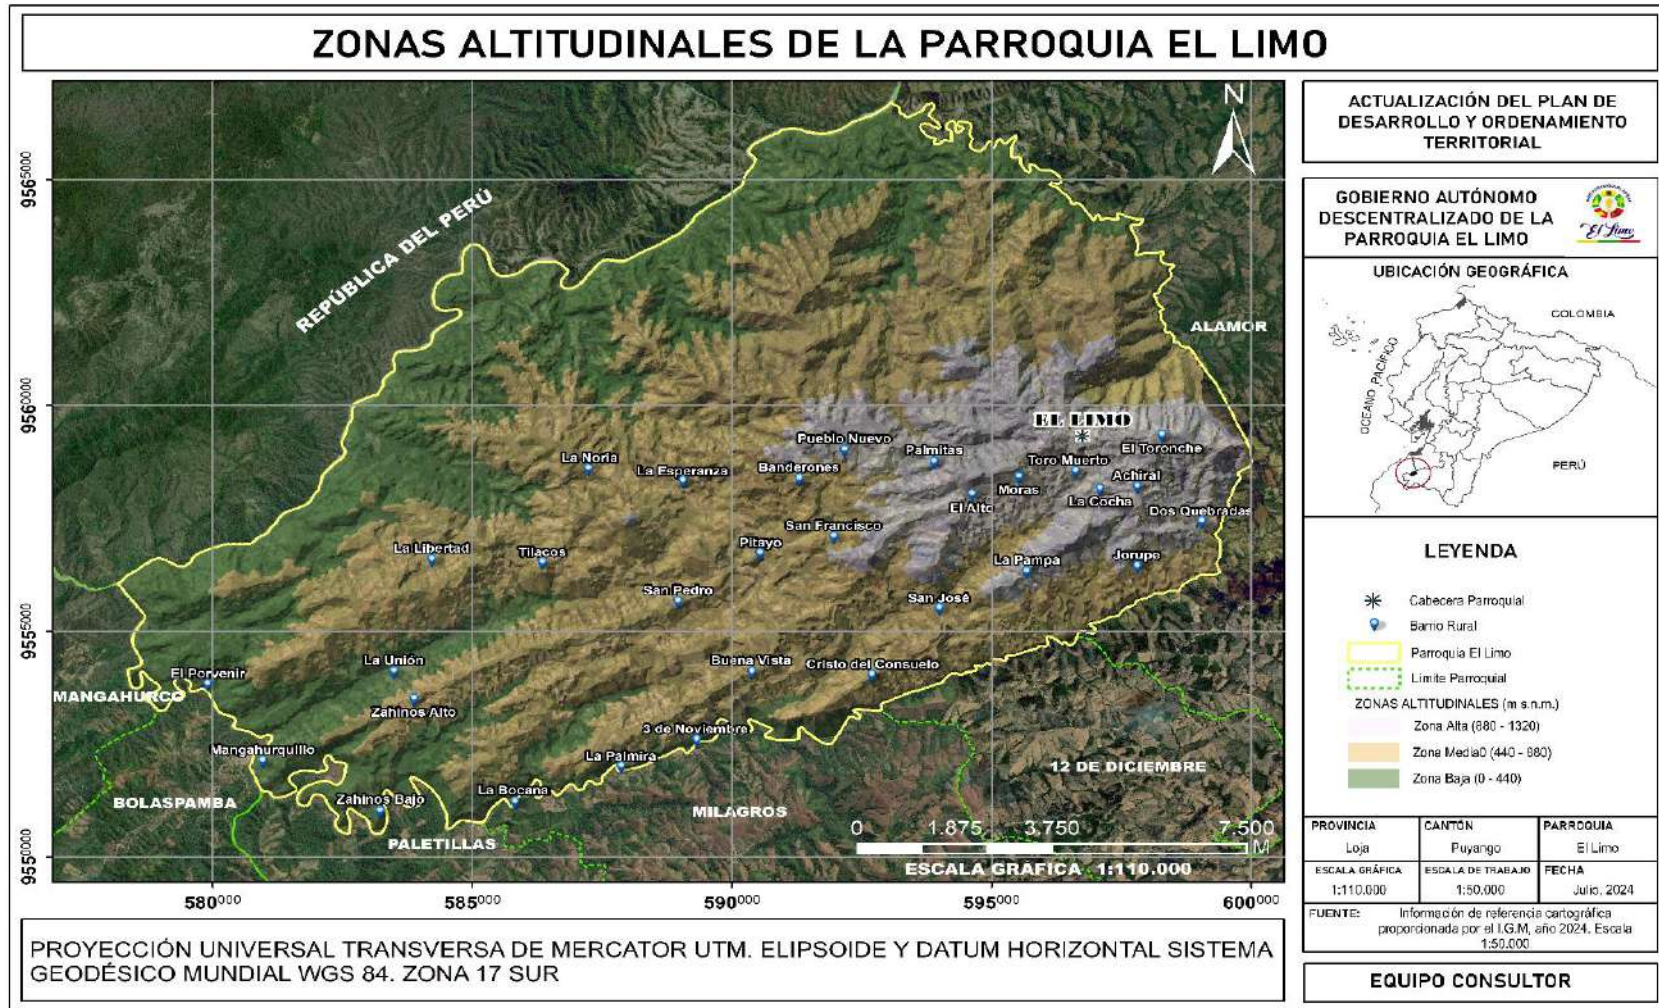 ZONAS ALTITUDINALES DE LA PARROQUIA EL LIMO
N
REPÚBLICA DEL PERÚ
ALAMOR
EL LIMO
Pueblo Nuevo
Palmitas
El Toronche
La Noria
La Esperanza
Banderones
Toro Muerto
Achiral
Moras
La Cocha
El Alto
Dos Quebradas
San Francisco
Pitayo
La Libertad
Tilacos
La Pampa
Jorupe
San Pedro
San José
La Unión
Buena Vista
Cristo del Consuelo
El Porvenir
MANGAHURCO
Zahinos Alto
3 de Noviembre
Mangahurquillo
La Palmira
12 DE DICIEMBRE
BOLASPAMBA
Zahinos Bajo
La Bocana
MILAGROS
PALETILLAS
0 1.875 3.750 7.500
M
ESCALA GRÁFICA 1:110.000
9565000
9560000
9555000
9550000
580000 585000 590000 595000 600000
PROYECCIÓN UNIVERSAL TRANSVERSA DE MERCATOR UTM. ELIPSOIDE Y DATUM HORIZONTAL SISTEMA
GEODÉSICO MUNDIAL WGS 84. ZONA 17 SUR
ACTUALIZACIÓN DEL PLAN DE
DESARROLLO Y ORDENAMIENTO
TERRITORIAL
GOBIERNO AUTÓNOMO
DESCENTRALIZADO DE LA
PARROQUIA EL LIMO
El Limo
UBICACIÓN GEOGRÁFICA
COLOMBIA
OCEANO PACÍFICO
PERÚ
LEYENDA
Cabecera Parroquial
Barrio Rural
Parroquia El Limo
Limite Parroquial
ZONAS ALTITUDINALES (m s.n.m.)
Zona Alta (880 - 1320)
Zona Media0 (440 - 880)
Zona Baja (0 - 440)
PROVINCIA CANTÓN PARROQUIA
Loja Puyango El Limo
ESCALA GRÁFICA ESCALA DE TRABAJO FECHA
1:110.000 1:50.000 Julio, 2024
FUENTE: Información de referencia cartográfica
proporcionada por el I.G.M, año 2024. Escala
1:50.000
EQUIPO CONSULTOR